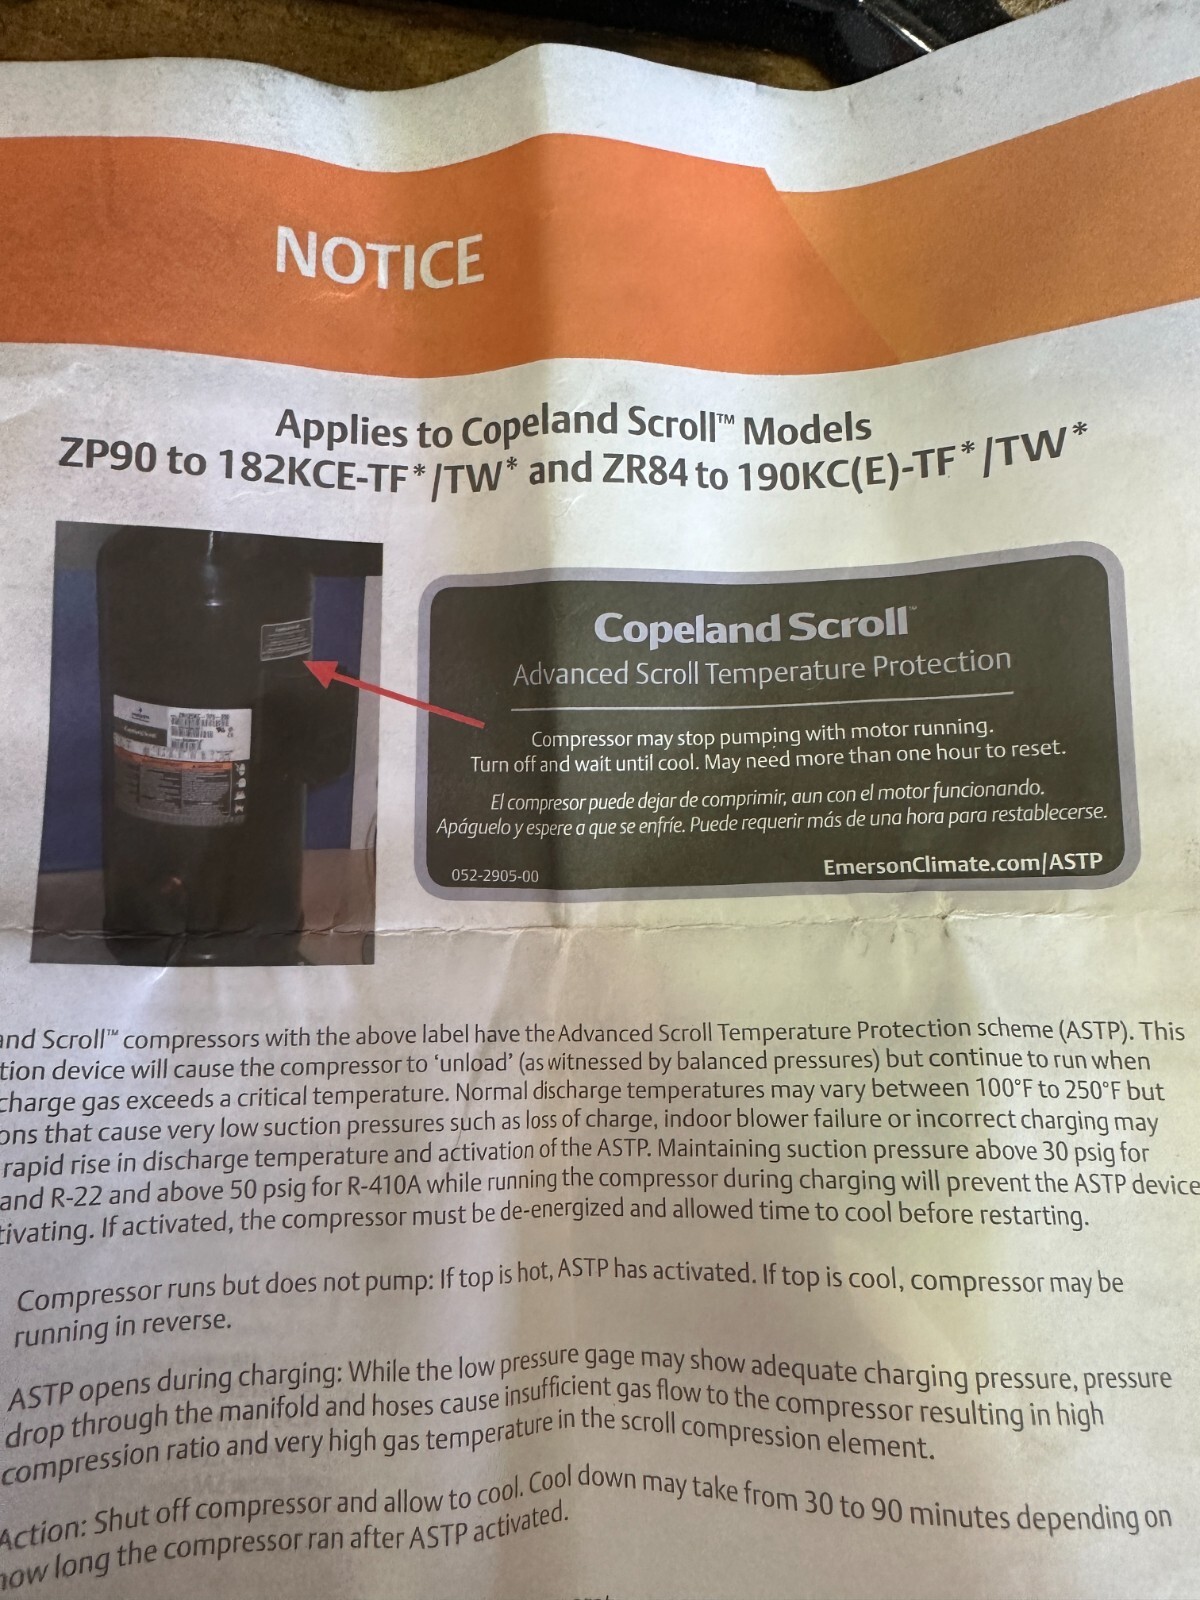 NOTICE
Applies to Copeland Scroll™ Models
ZP90 to 182KCE-TF*/TW* and ZR84 to 190KC(E)-TF*/TW*
Copeland Scroll™
Advanced Scroll Temperature Protection
Compressor may stop pumping with motor running.
Turn off and wait until cool. May need more than one hour to reset.
El compresor puede dejar de comprimir, aun con el motor funcionando.
Apáguelo y espere a que se enfríe. Puede requerir más de una hora para restablecerse.
052-2905-00
EmersonClimate.com/ASTP
and Scroll™ compressors with the above label have the Advanced Scroll Temperature Protection scheme (ASTP). This
tion device will cause the compressor to 'unload' (as witnessed by balanced pressures) but continue to run when
charge gas exceeds a critical temperature. Normal discharge temperatures may vary between 100°F to 250°F but
ons that cause very low suction pressures such as loss of charge, indoor blower failure or incorrect charging may
rapid rise in discharge temperature and activation of the ASTP. Maintaining suction pressure above 30 psig for
and R-22 and above 50 psig for R-410A while running the compressor during charging will prevent the ASTP device
tivating. If activated, the compressor must be de-energized and allowed time to cool before restarting.
Compressor runs but does not pump: If top is hot, ASTP has activated. If top is cool, compressor may be
running in reverse.
ASTP opens during charging: While the low pressure gage may show adequate charging pressure, pressure
drop through the manifold and hoses cause insufficient gas flow to the compressor resulting in high
compression ratio and very high gas temperature in the scroll compression element.
Action: Shut off compressor and allow to cool. Cool down may take from 30 to 90 minutes depending on
how long the compressor ran after ASTP activated.